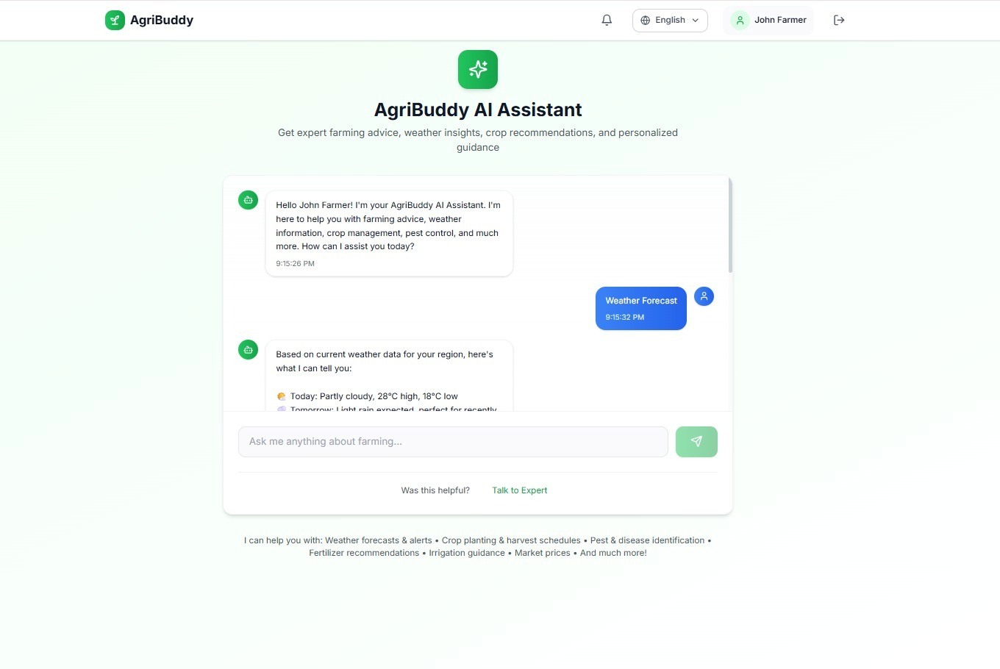 AgriBuddy
English
John Farmer
AgriBuddy AI Assistant
Get expert farming advice, weather insights, crop recommendations, and personalized
guidance
Hello John Farmer! I'm your AgriBuddy AI Assistant. I'm
here to help you with farming advice, weather
information, crop management, pest control, and much
more. How can I assist you today?
9:15:26 PM
Weather Forecast
9:15:32 PM
Based on current weather data for your region, here's
what I can tell you:
🌤️ Today: Partly cloudy, 28°C high, 18°C low
Tomorrow: Light rain expected, perfect for recently
Ask me anything about farming...
Was this helpful?
Talk to Expert
I can help you with: Weather forecasts & alerts • Crop planting & harvest schedules • Pest & disease identification •
Fertilizer recommendations • Irrigation guidance • Market prices • And much more!